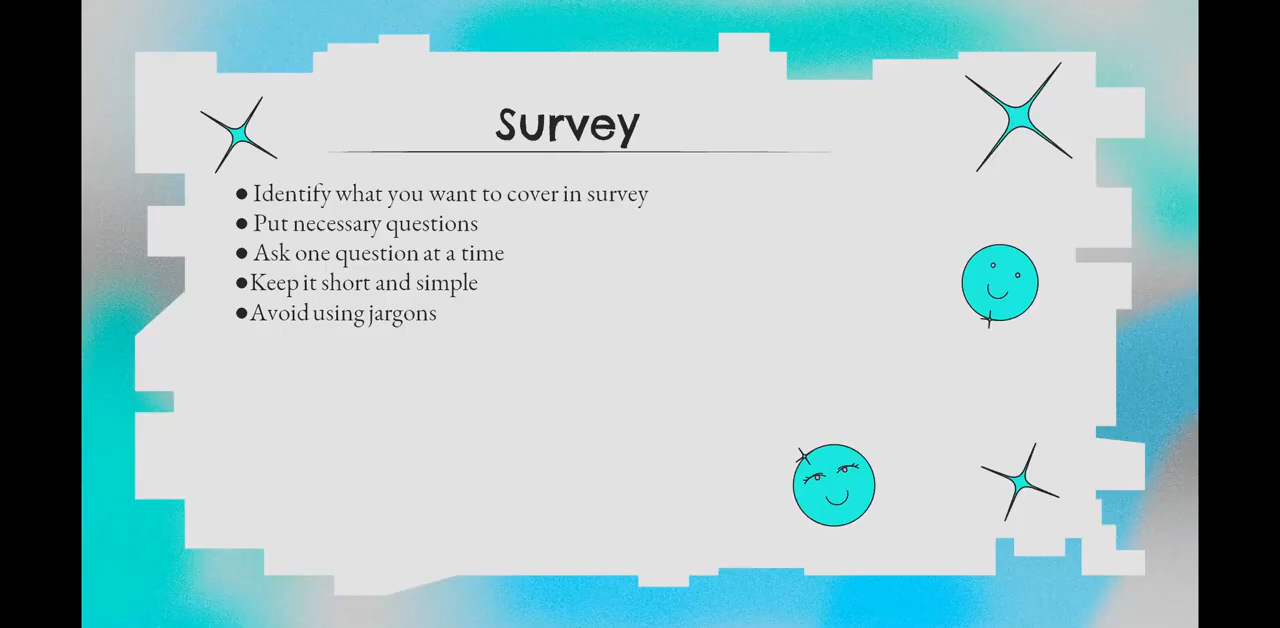 Survey
● Identify what you want to cover in survey
● Put necessary questions
● Ask one question at a time
●Keep it short and simple
●Avoid using jargons